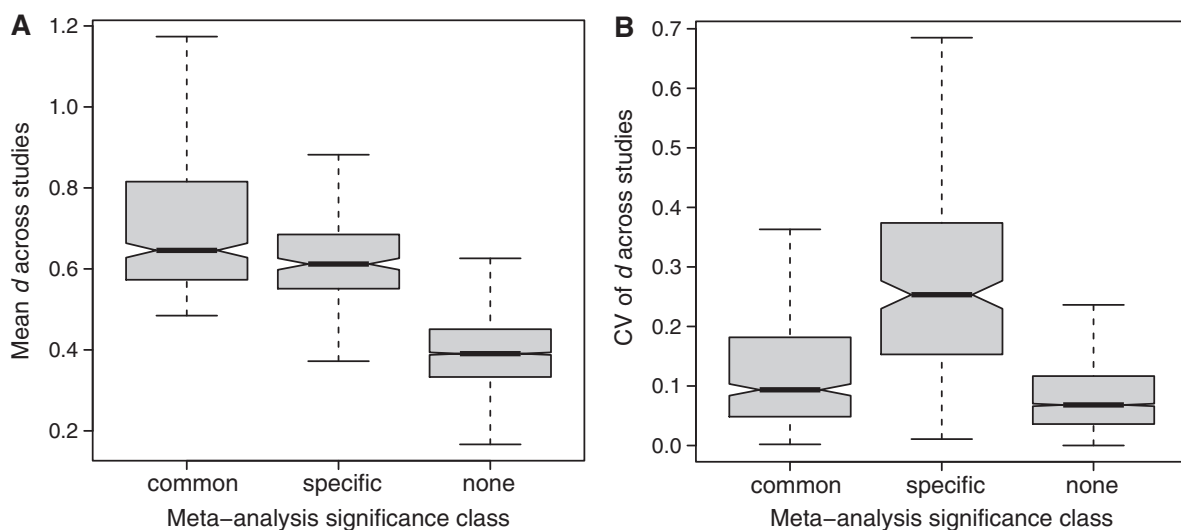 A
Mean d across studies
1.2
1.0
0.8
0.6
0.4
0.2
common specific none
Meta−analysis significance class
B
CV of d across studies
0.7
0.6
0.5
0.4
0.3
0.2
0.1
0.0
common specific none
Meta−analysis significance class